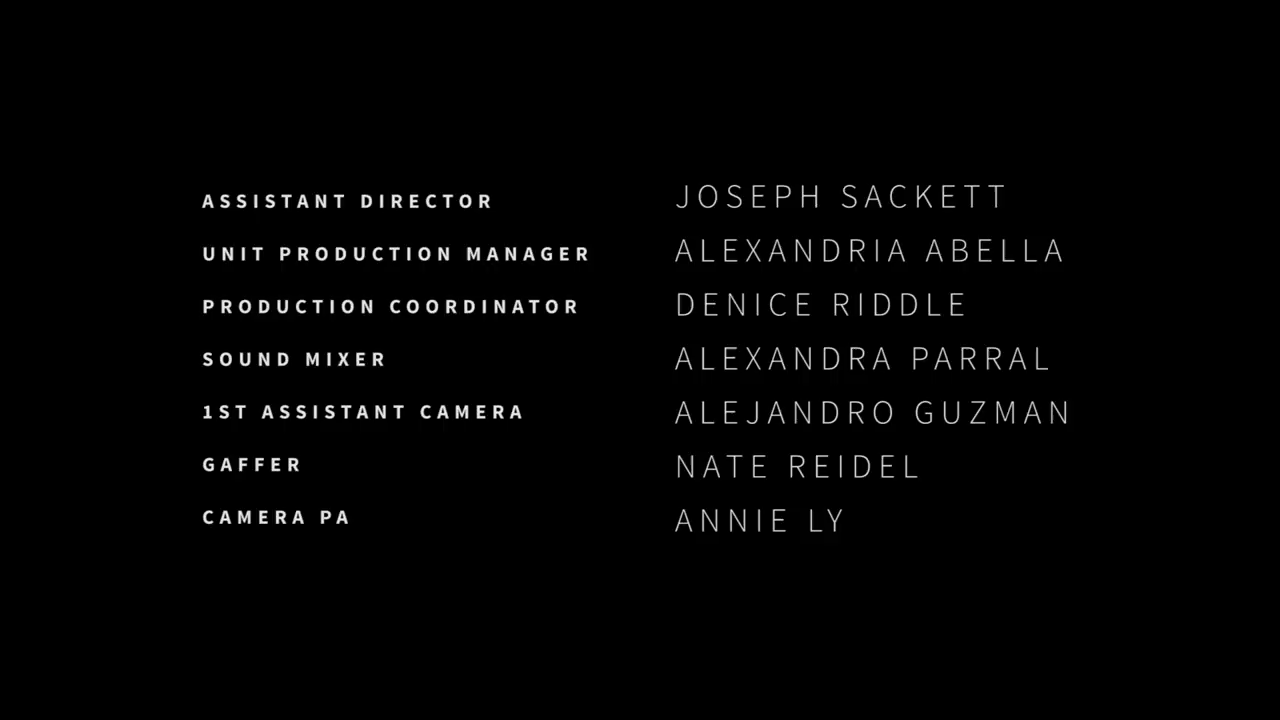 ASSISTANT DIRECTOR JOSEPH SACKETT
UNIT PRODUCTION MANAGER ALEXANDRIA ABELLA
PRODUCTION COORDINATOR DENICE RIDDLE
SOUND MIXER ALEXANDRA PARRAL
1ST ASSISTANT CAMERA ALEJANDRO GUZMAN
GAFFER NATE REIDEL
CAMERA PA ANNIE LY